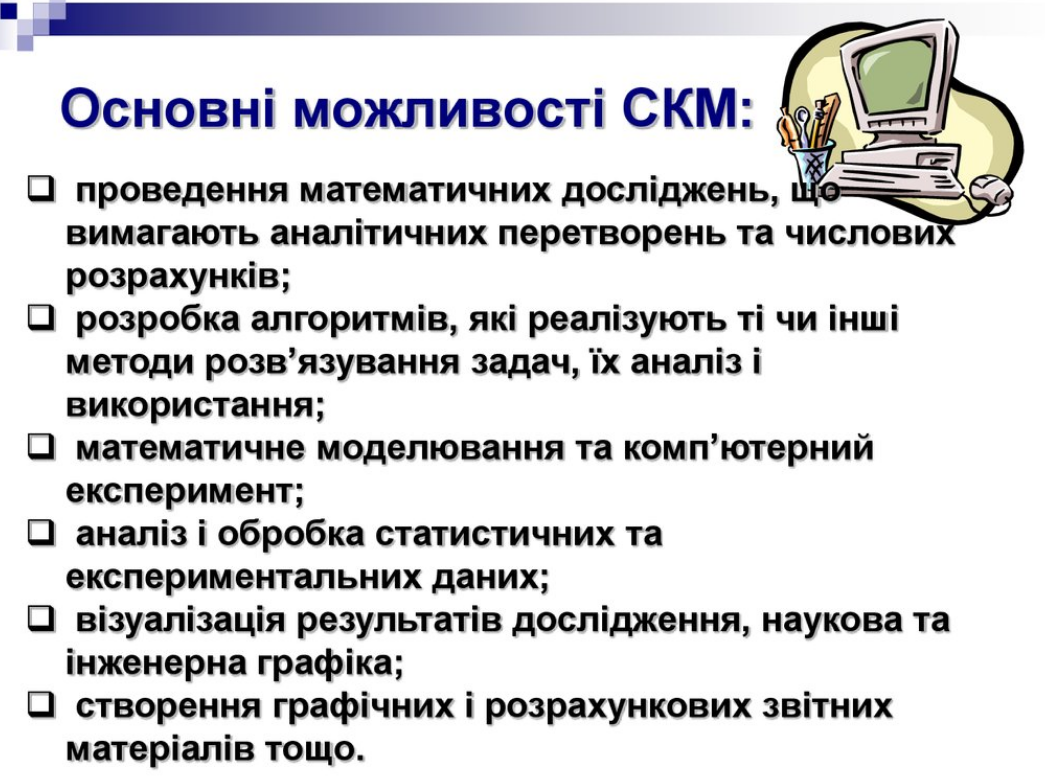 Основні можливості СКМ:
❑ проведення математичних досліджень, що
вимагають аналітичних перетворень та числових
розрахунків;
❑ розробка алгоритмів, які реалізують ті чи інші
методи розв’язування задач, їх аналіз і
використання;
❑ математичне моделювання та комп’ютерний
експеримент;
❑ аналіз і обробка статистичних та
експериментальних даних;
❑ візуалізація результатів дослідження, наукова та
інженерна графіка;
❑ створення графічних і розрахункових звітних
матеріалів тощо.